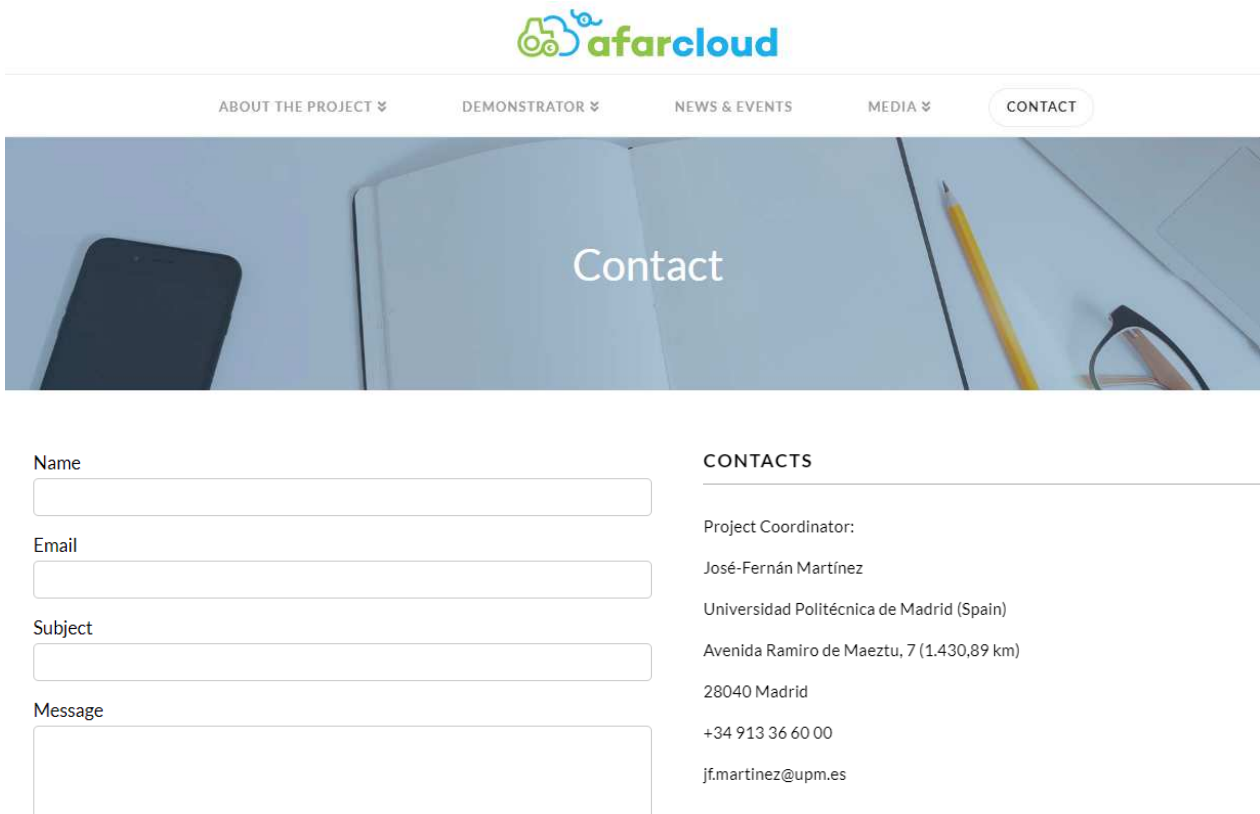 afarcloud
ABOUT THE PROJECT
DEMONSTRATOR
NEWS & EVENTS
MEDIA
CONTACT
Contact
Name
Email
Subject
Message
CONTACTS
Project Coordinator:
José-Fernán Martínez
Universidad Politécnica de Madrid (Spain)
Avenida Ramiro de Maeztu, 7 (1.430,89 km)
28040 Madrid
+34 913 36 60 00
jf.martinez@upm.es